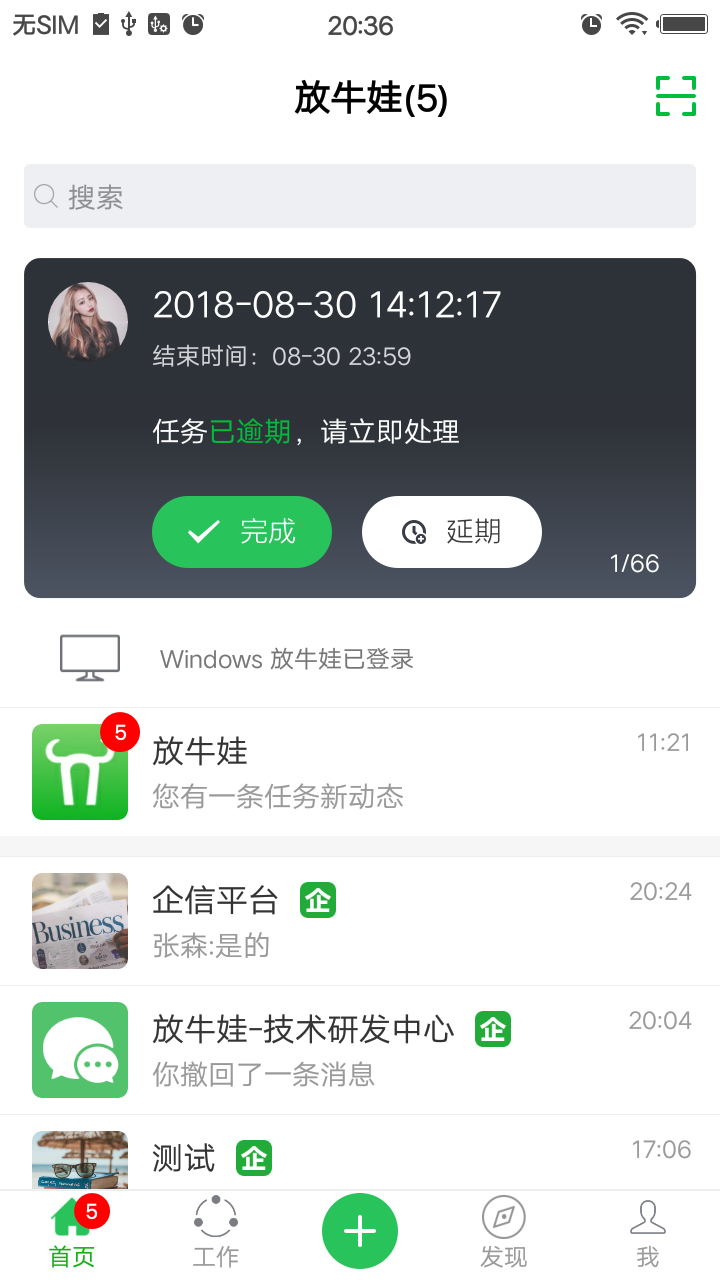 无SIM 20:36
放牛娃(5)
搜索
2018-08-30 14:12:17
结束时间：08-30 23:59
任务已逾期，请立即处理
完成 延期
1/66
Windows 放牛娃已登录
5
放牛娃 11:21
您有一条任务新动态
企信平台 企 20:24
Business
张森:是的
放牛娃-技术研发中心 企 20:04
你撤回了一条消息
测试 企 17:06
5
首页 工作 发现 我